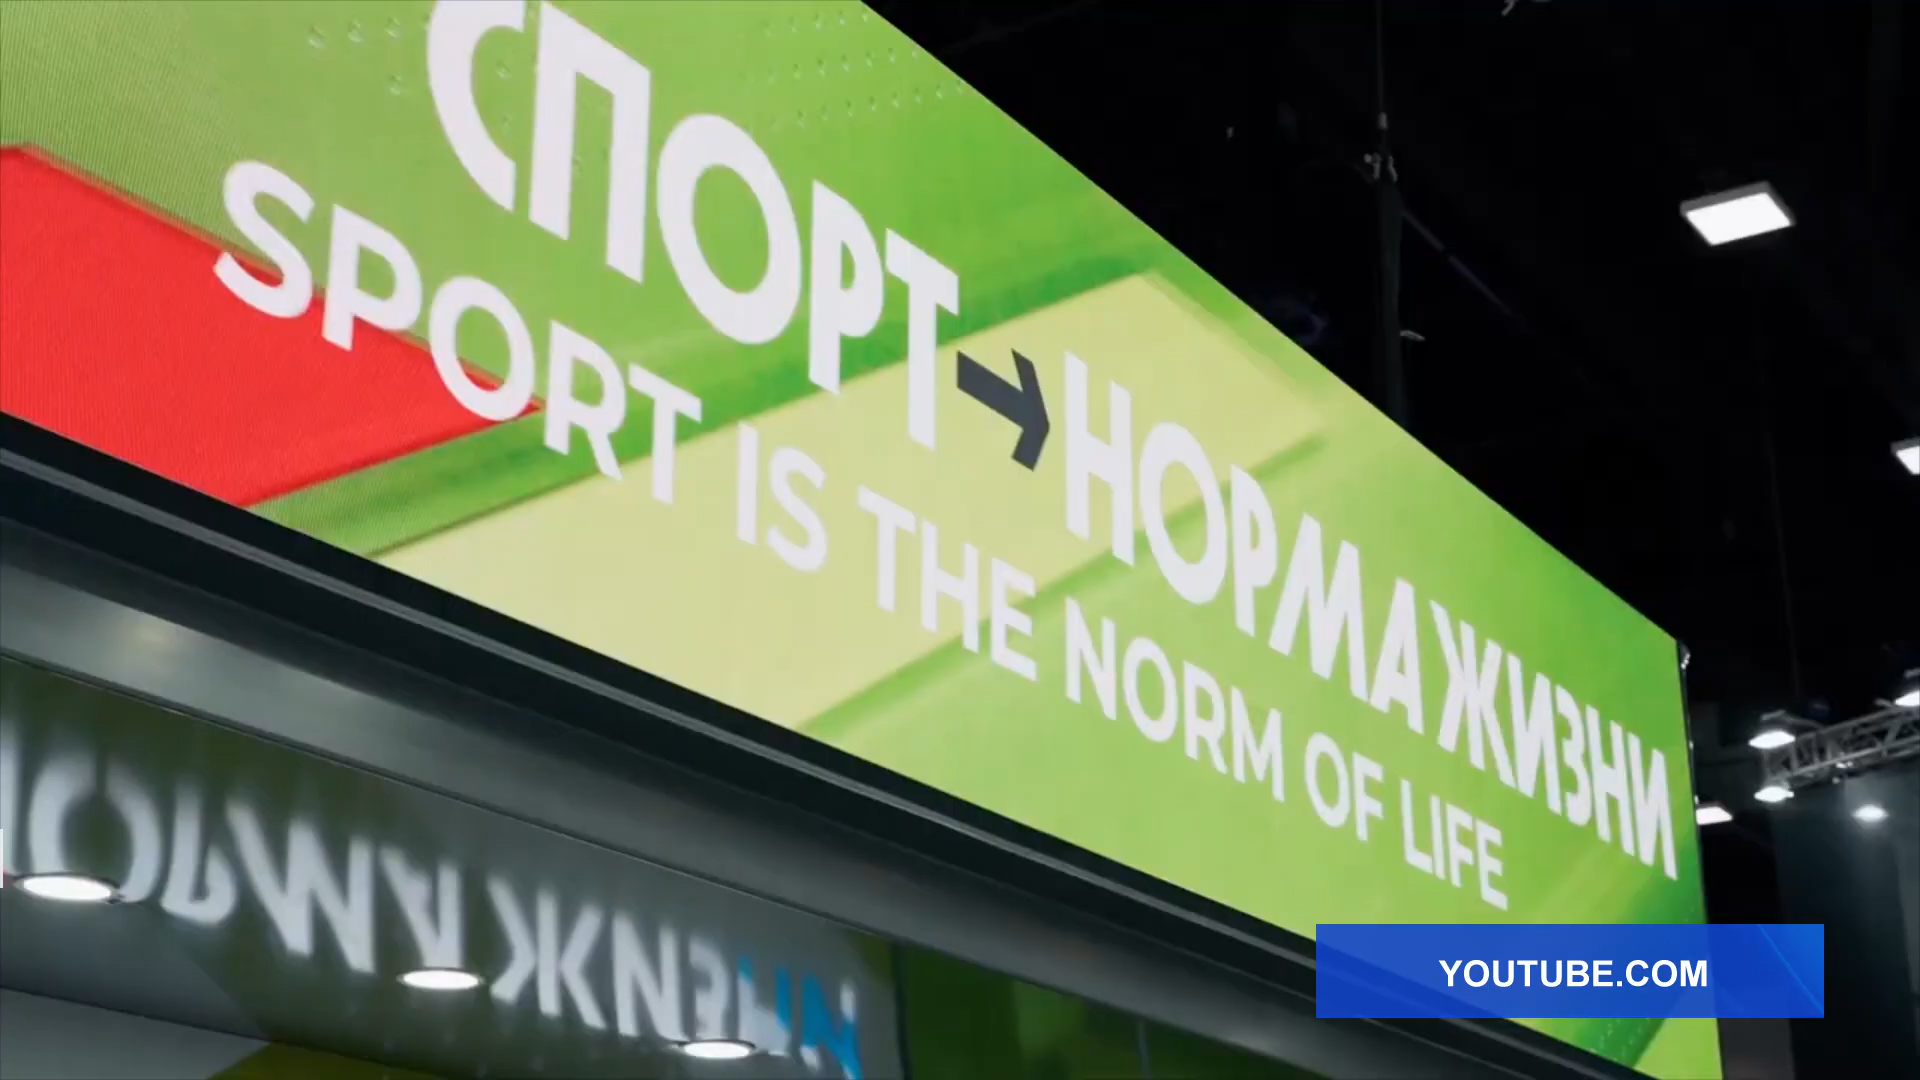 СПОРТ→НОРМА ЖИЗНИ
SPORT IS THE NORM OF LIFE
YOUTUBE.COM